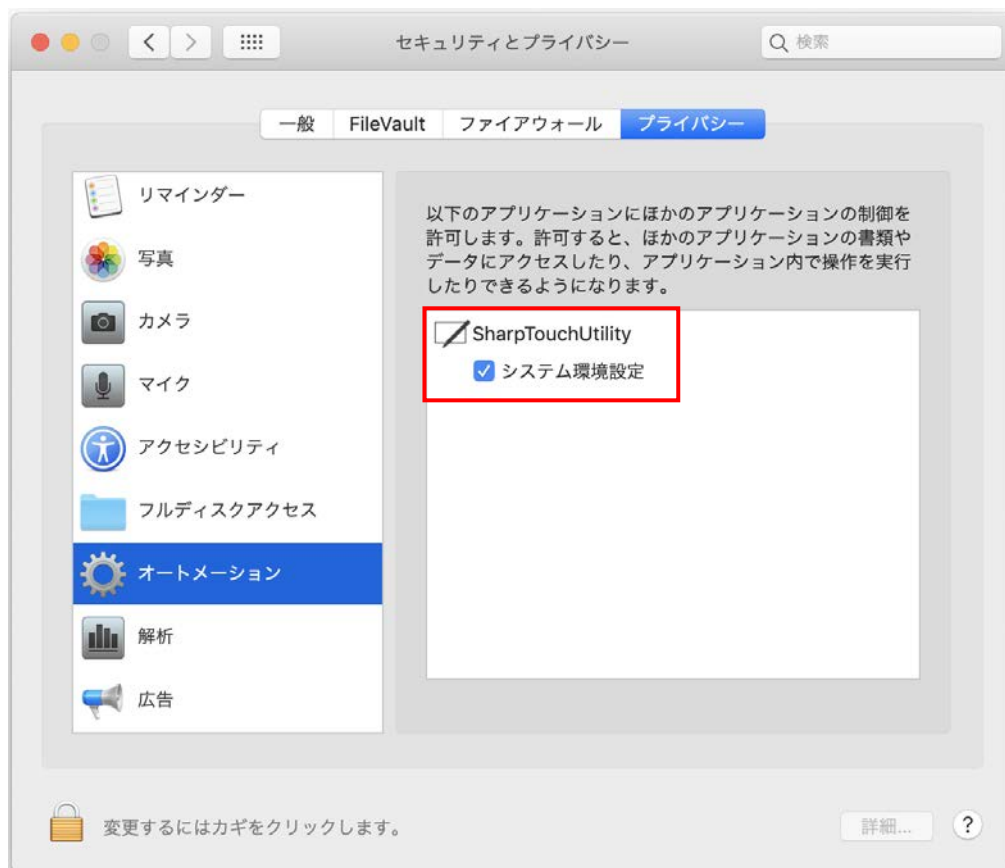 セキュリティとプライバシー
検索
一般
FileVault
ファイアウォール
プライバシー
リマインダー
写真
カメラ
マイク
アクセシビリティ
フルディスクアクセス
オートメーション
解析
広告
以下のアプリケーションにほかのアプリケーションの制御を
許可します。許可すると、ほかのアプリケーションの書類や
データにアクセスしたり、アプリケーション内で操作を実行
したりできるようになります。
SharpTouchUtility
システム環境設定
変更するにはカギをクリックします。
詳細...
?